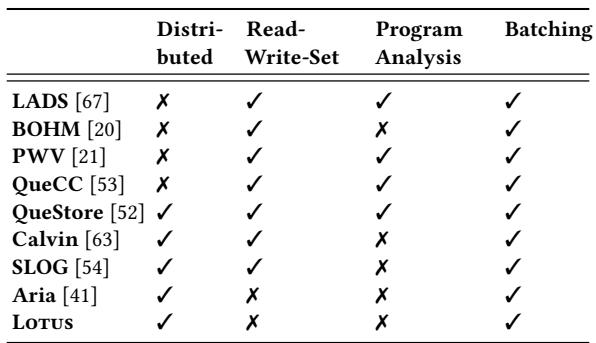 Distri- Read- Program Batching
buted Write-Set Analysis
LADS [67] ✗ ✓ ✓ ✓
BOHM [20] ✗ ✓ ✗ ✓
PWV [21] ✗ ✓ ✓ ✓
QueCC [53] ✗ ✓ ✓ ✓
QueStore [52] ✓ ✓ ✓ ✓
Calvin [63] ✓ ✓ ✗ ✓
SLOG [54] ✓ ✓ ✗ ✓
Aria [41] ✓ ✗ ✗ ✓
Lotus ✓ ✗ ✗ ✓